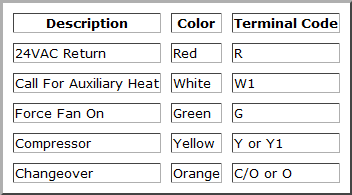 Description Color Terminal Code
24VAC Return Red R
Call For Auxiliary Heat White W1
Force Fan On Green G
Compressor Yellow Y or Y1
Changeover Orange C/O or O